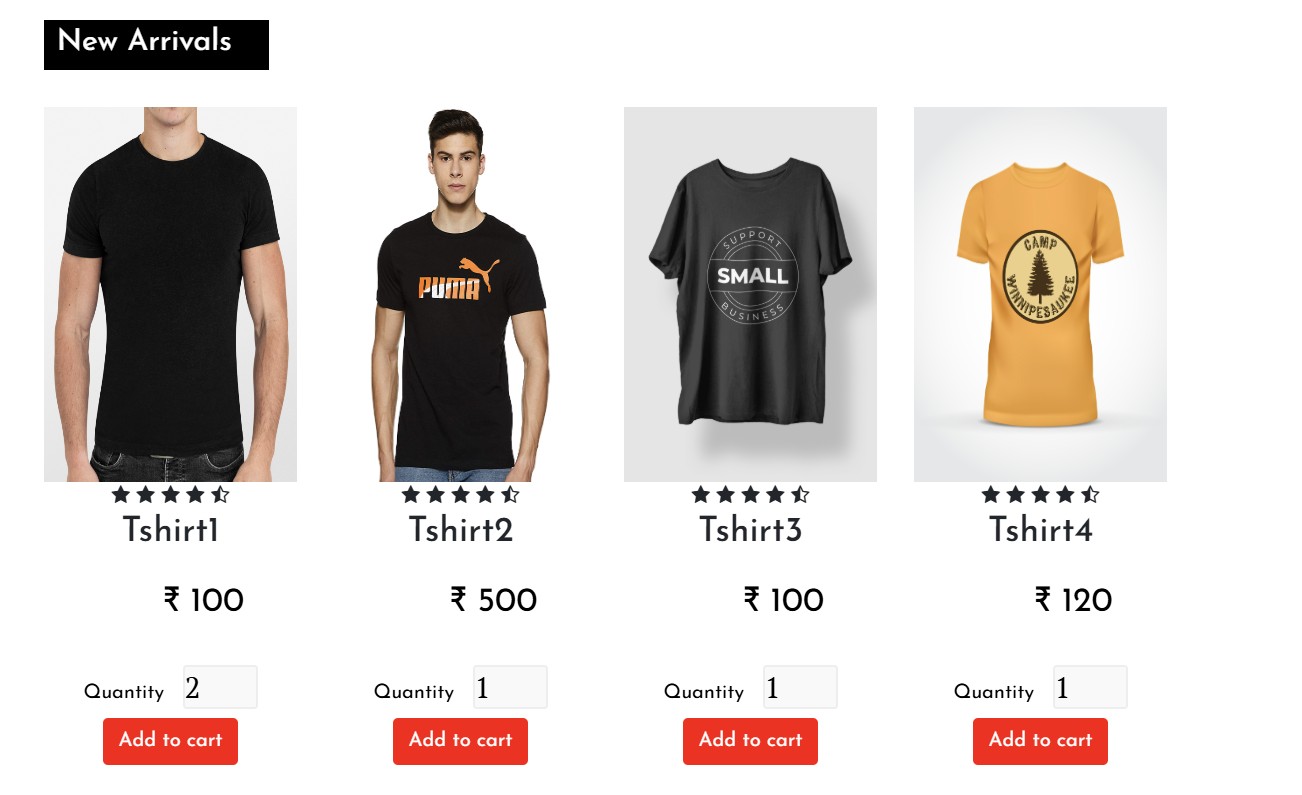 New Arrivals
PUMA
SUPPORT
SMALL
BUSINESS
CAMP
WINNIPESAUKEE
Tshirt1
Tshirt2
Tshirt3
Tshirt4
₹ 100
₹ 500
₹ 100
₹ 120
Quantity 2
Quantity 1
Quantity 1
Quantity 1
Add to cart
Add to cart
Add to cart
Add to cart